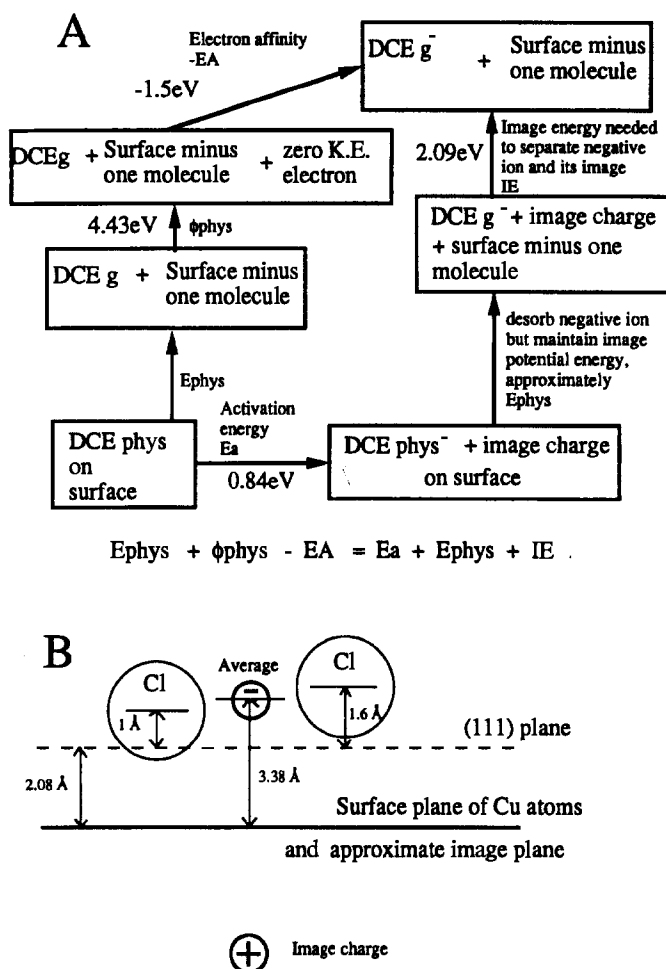 A
Electron affinity
-EA
-1.5eV
DCE g⁻ + Surface minus
one molecule
DCEg + Surface minus
one molecule + zero K.E.
electron
2.09eV
Image energy needed
to separate negative
ion and its image
IE
4.43eV
ϕphys
DCE g⁻ + image charge
+ surface minus one
molecule
DCE g + Surface minus
one molecule
Ephys
desorb negative ion
but maintain image
potential energy,
approximately
Ephys
Activation
energy
Ea
DCE phys
on
surface
0.84eV
DCE phys⁻ + image charge
on surface
Ephys + ϕphys - EA = Ea + Ephys + IE
B
Average
Cl
Cl
−
1 Å
1.6 Å
(111) plane
2.08 Å
3.38 Å
Surface plane of Cu atoms
and approximate image plane
+
Image charge